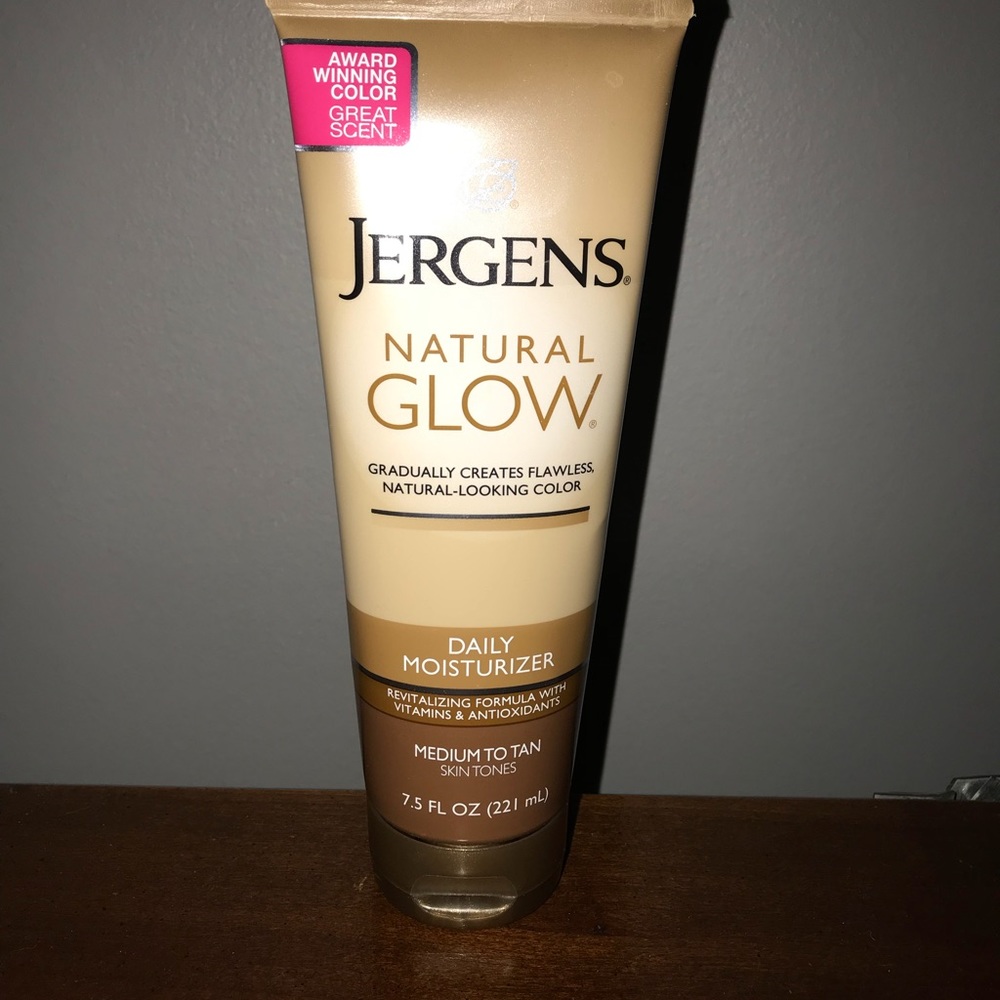 AWARD
WINNING
COLOR
GREAT
SCENT
JERGENS®
NATURAL
GLOW®
GRADUALLY CREATES FLAWLESS,
NATURAL-LOOKING COLOR
DAILY
MOISTURIZER
REVITALIZING FORMULA WITH
VITAMINS & ANTIOXIDANTS
MEDIUM TO TAN
SKIN TONES
7.5 FL OZ (221 mL)